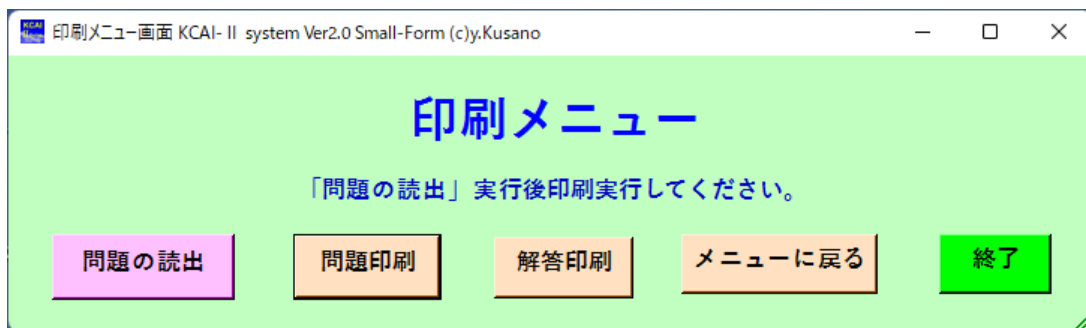 印刷メニュー画面 KCAI- II system Ver2.0 Small-Form (c)y.Kusano
印刷メニュー
「問題の読出」実行後印刷実行してください。
問題の読出 問題印刷 解答印刷 メニューに戻る 終了